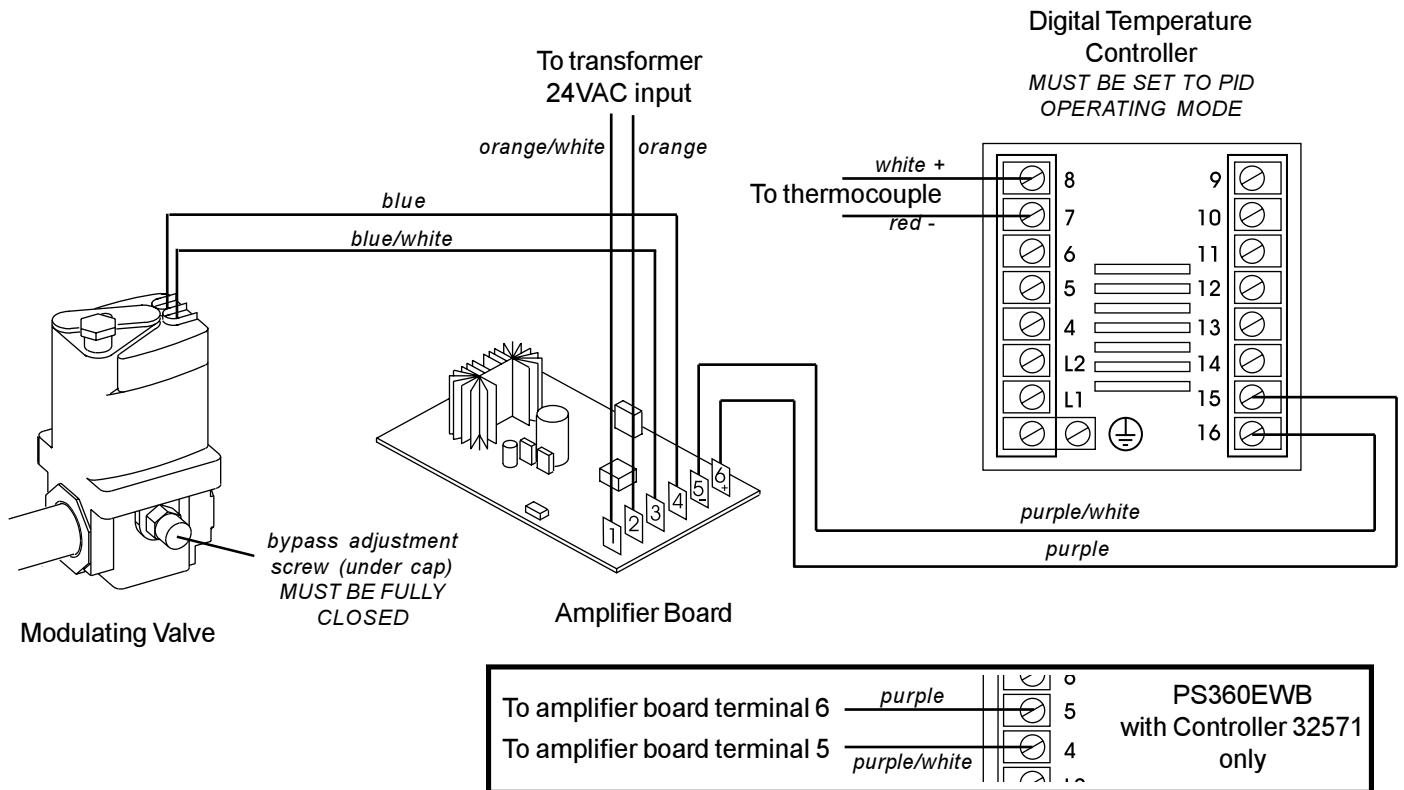 Digital Temperature
Controller
MUST BE SET TO PID
OPERATING MODE
To transformer
24VAC input
orange/white
orange
white +
To thermocouple
red -
blue
blue/white
8
7
6
5
4
L2
L1
9
10
11
12
13
14
15
16
1
2
3
4
5
-
6
+
purple/white
purple
bypass adjustment
screw (under cap)
MUST BE FULLY
CLOSED
Amplifier Board
Modulating Valve
To amplifier board terminal 6
purple
5
To amplifier board terminal 5
purple/white
4
PS360EWB
with Controller 32571
only